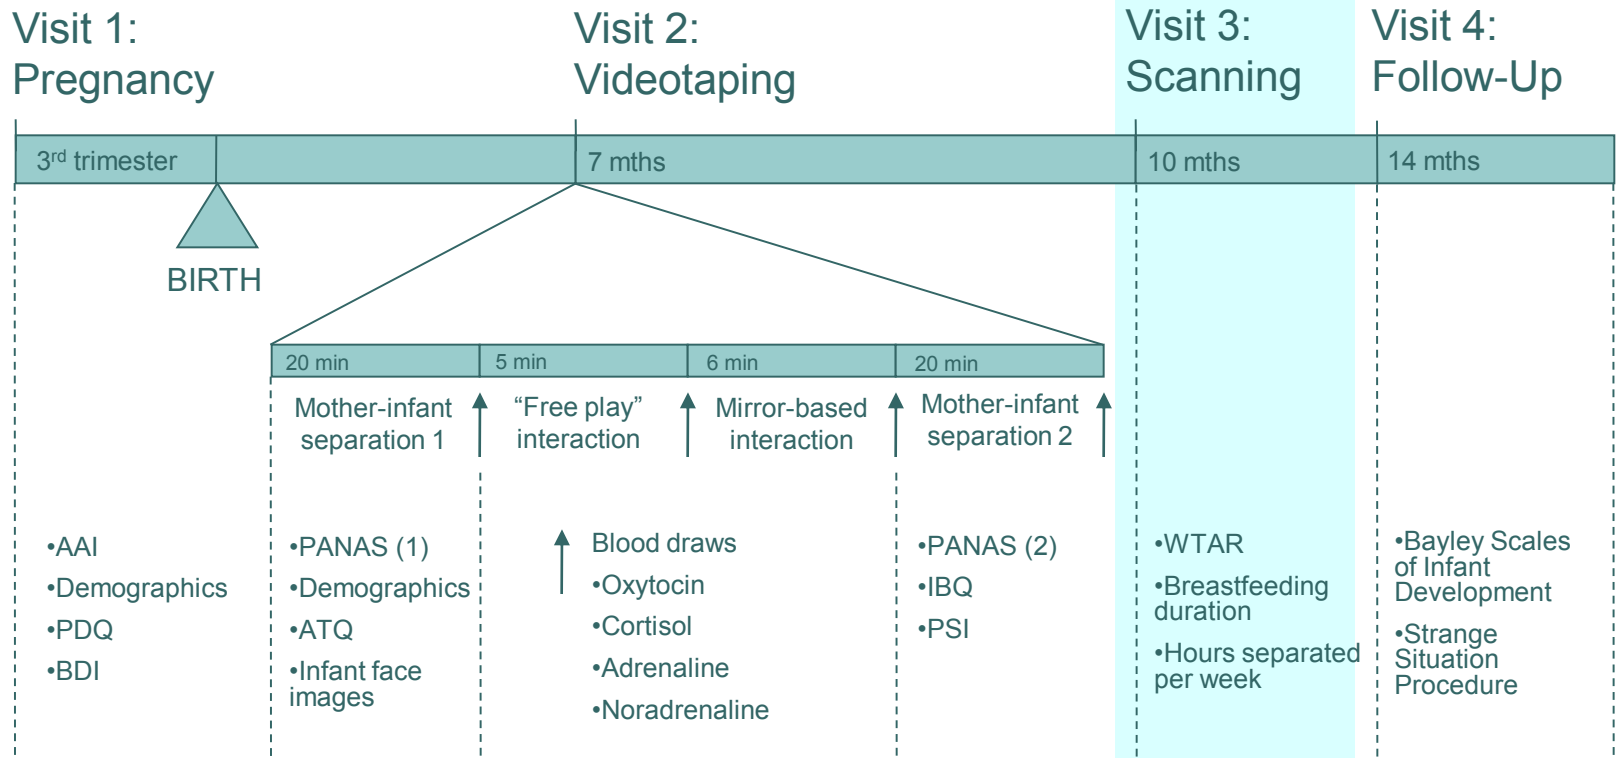 Visit 1:
Pregnancy
Visit 2:
Videotaping
Visit 3:
Scanning
Visit 4:
Follow-Up
3rd trimester
7 mths
10 mths
14 mths
BIRTH
20 min
5 min
6 min
20 min
Mother-infant
separation 1
“Free play”
interaction
Mirror-based
interaction
Mother-infant
separation 2
•AAI
•Demographics
•PDQ
•BDI
•PANAS (1)
•Demographics
•ATQ
•Infant face
images
Blood draws
•Oxytocin
•Cortisol
•Adrenaline
•Noradrenaline
•PANAS (2)
•IBQ
•PSI
•WTAR
•Breastfeeding
duration
•Hours separated
per week
•Bayley Scales
of Infant
Development
•Strange
Situation
Procedure